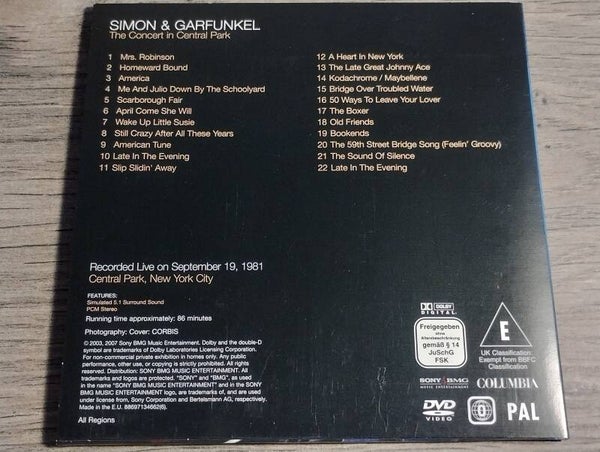 SIMON & GARFUNKEL
The Concert in Central Park
1 Mrs. Robinson
2 Homeward Bound
3 America
4 Me And Julio Down By The Schoolyard
5 Scarborough Fair
6 April Come She Will
7 Wake Up Little Susie
8 Still Crazy After All These Years
9 American Tune
10 Late In The Evening
11 Slip Slidin' Away
12 A Heart In New York
13 The Late Great Johnny Ace
14 Kodachrome / Maybellene
15 Bridge Over Troubled Water
16 50 Ways To Leave Your Lover
17 The Boxer
18 Old Friends
19 Bookends
20 The 59th Street Bridge Song (Feelin' Groovy)
21 The Sound Of Silence
22 Late In The Evening
Recorded Live on September 19, 1981
Central Park, New York City
FEATURES:
Simulated 5.1 Surround Sound
PCM Stereo
Running time approximately: 86 minutes
Photography: Cover: CORBIS
© 2003, 2007 Sony BMG Music Entertainment. Dolby and the double-D
symbol are trademarks of Dolby Laboratories Licensing Corporation.
For non-commercial private exhibition in homes only. Any public
performance, other use, or copying is strictly prohibited. All rights
reserved. Distribution: SONY BMG MUSIC ENTERTAINMENT. All
trademarks and logos are protected. "SONY" and "BMG", as used
in the name "SONY BMG MUSIC ENTERTAINMENT" and in the SONY
BMG MUSIC ENTERTAINMENT logo, are trademarks of, and are used
under license from, Sony Corporation and Bertelsmann AG, respectively.
Made in the E.U. 88697134662(6).
All Regions
DOLBY
DIGITAL
Freigegeben
ohne
Altersbeschränkung
gemäß § 14
JuSchG
FSK
E
UK Classification:
Exempt from BBFC
Classification
SONY BMG
MUSIC ENTERTAINMENT
COLUMBIA
DVD
VIDEO
0
PAL